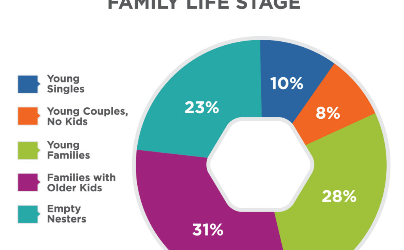 FAMILY LIFE STAGE
Young
Singles
Young Couples,
No Kids
Young
Families
Families with
Older Kids
Empty
Nesters
10%
8%
23%
28%
31%